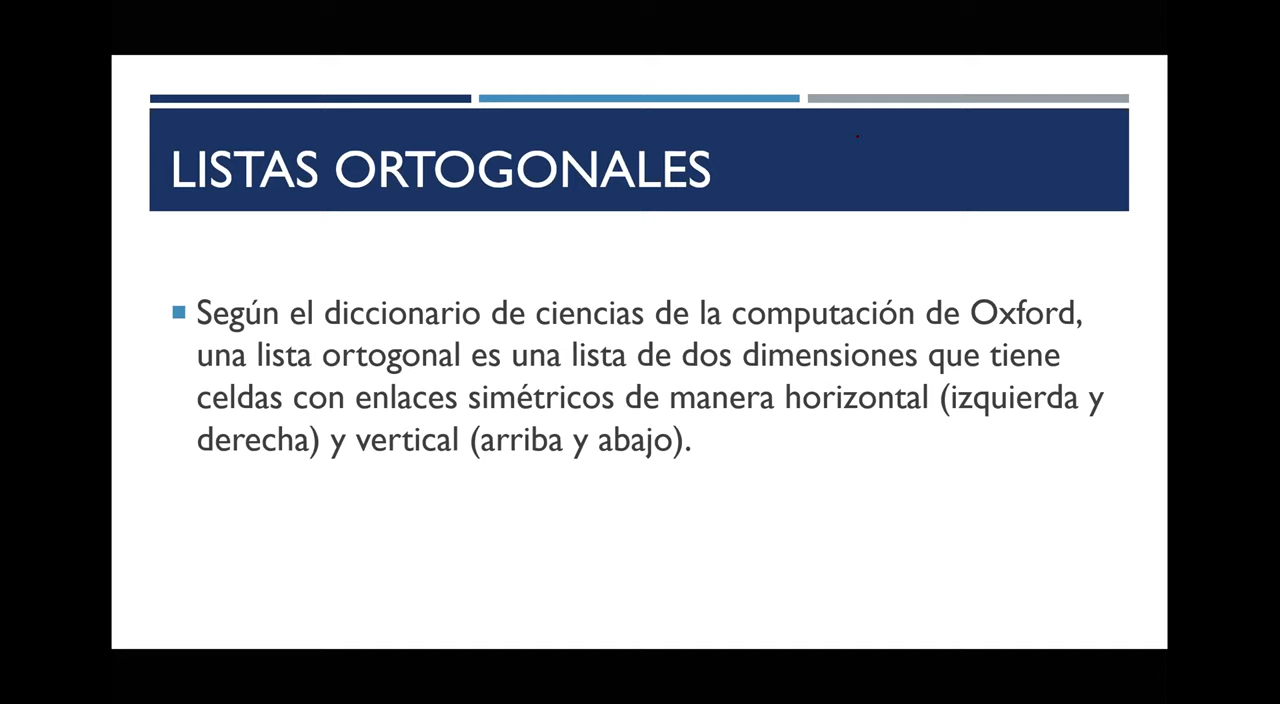 LISTAS ORTOGONALES
Según el diccionario de ciencias de la computación de Oxford,
una lista ortogonal es una lista de dos dimensiones que tiene
celdas con enlaces simétricos de manera horizontal (izquierda y
derecha) y vertical (arriba y abajo).